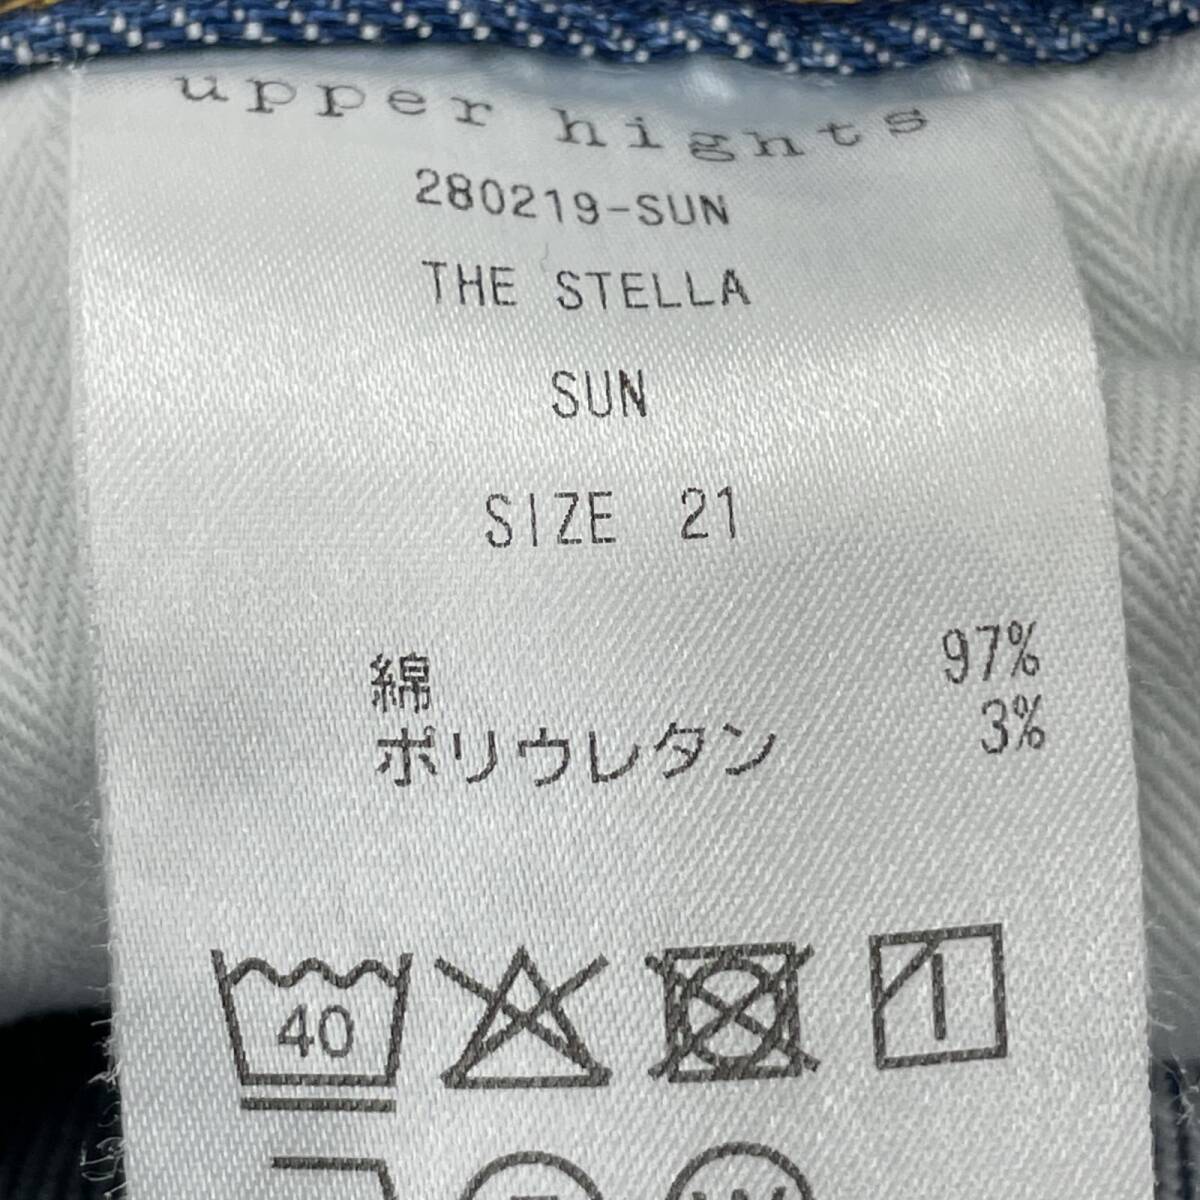 upper hights
280219-SUN
THE STELLA
SUN
SIZE 21
綿 97%
ポリウレタン 3%
40